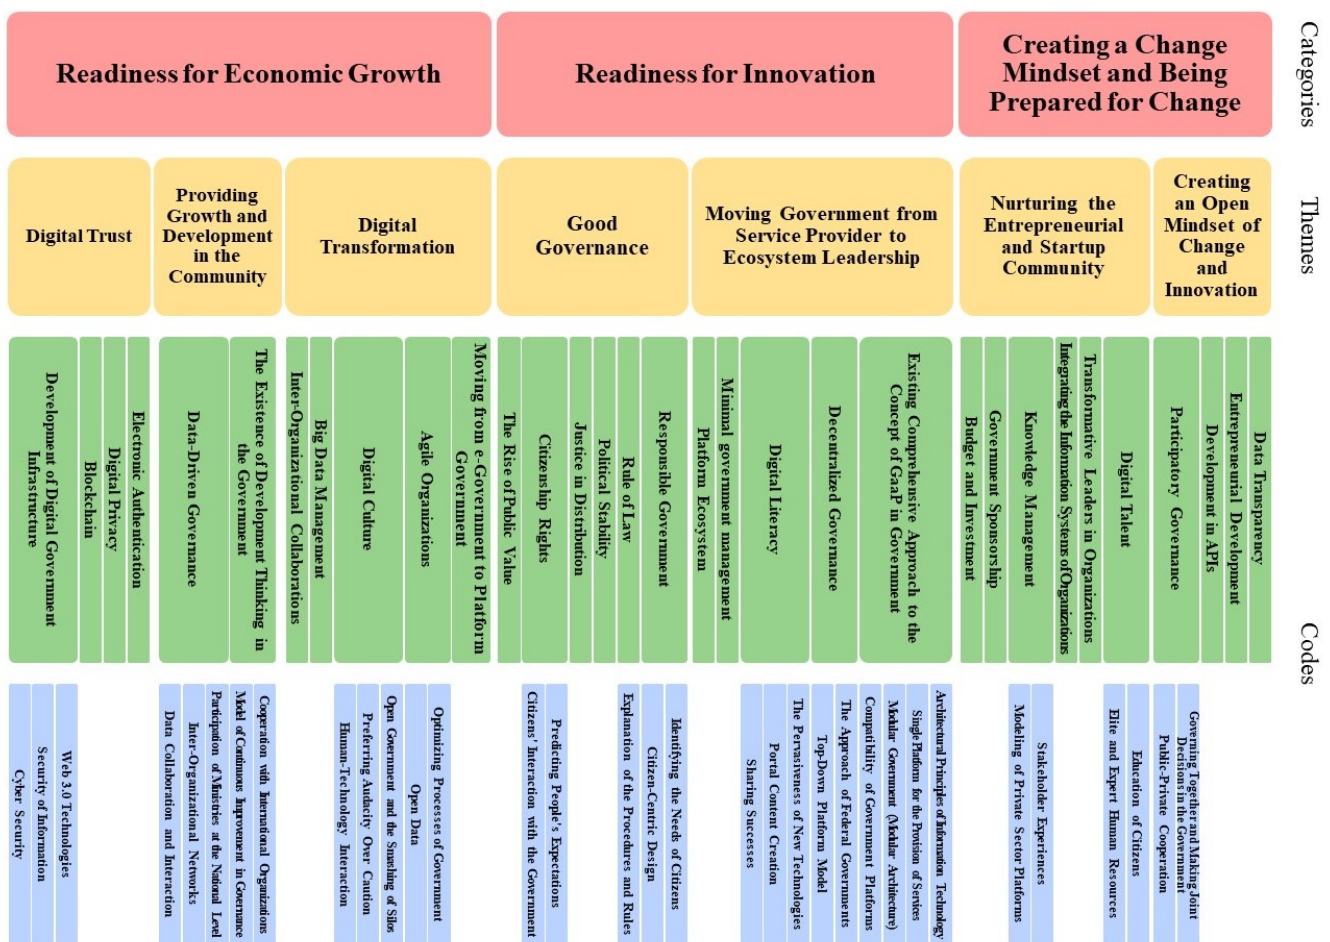 Categories
Readiness for Economic Growth
Readiness for Innovation
Creating a Change
Mindset and Being
Prepared for Change
Themes
Digital Trust
Providing
Growth and
Development
in the
Community
Digital
Transformation
Good
Governance
Moving Government from
Service Provider to
Ecosystem Leadership
Nurturing the
Entrepreneurial
and Startup
Community
Creating
an Open
Mindset of
Change
and
Innovation
Codes
Development of Digital Government
Infrastructure
Blockchain
Digital Privacy
Electronic Authentication
Data-Driven Governance
The Existence of Development Thinking in
the Government
Inter-Organizational Collaborations
Big Data Management
Digital Culture
Agile Organizations
Moving from e-Government to Platform
Government
The Rise of Public Value
Citizenship Rights
Justice in Distribution
Political Stability
Rule of Law
Responsible Government
Platform Ecosystem
Minimal government management
Digital Literacy
Decentralized Governance
Existing Comprehensive Approach to the
Concept of GaaP in Government
Budget and Investment
Government Sponsorship
Knowledge Management
Integrating the Information Systems of Organizations
Transformative Leaders in Organizations
Digital Talent
Participatory Governance
Development in APIs
Entrepreneurial Development
Data Transparency
Cyber Security
Security of Information
Web 3.0 Technologies
Data Collaboration and Interaction
Inter-Organizational Networks
Participation of Ministries at the National Level
Model of Continuous Improvement in Governance
Cooperation with International Organizations
Human-Technology Interaction
Preferring Audacity Over Caution
Open Government and the Smashing of Silos
Open Data
Optimizing Processes of Government
Citizens' Interaction with the Government
Predicting People's Expectations
Explanation of the Procedures and Rules
Citizen-Centric Design
Identifying the Needs of Citizens
Sharing Successes
Portal Content Creation
The Pervasiveness of New Technologies
Top-Down Platform Model
The Approach of Federal Governments
Compatibility of Government Platforms
Modular Government (Modular Architecture)
Single Platform for the Provision of Services
Architectural Principles of Information Technology
Modeling of Private Sector Platforms
Stakeholder Experiences
Elite and Expert Human Resources
Education of Citizens
Public-Private Cooperation
Governing Together and Making Joint
Decisions in the Government